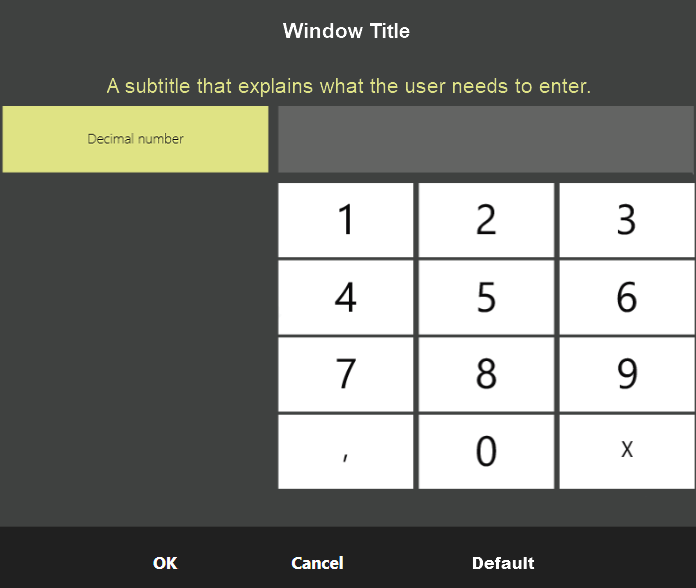 Window Title
A subtitle that explains what the user needs to enter.
Decimal number
1 2 3
4 5 6
7 8 9
, 0 X
OK Cancel Default